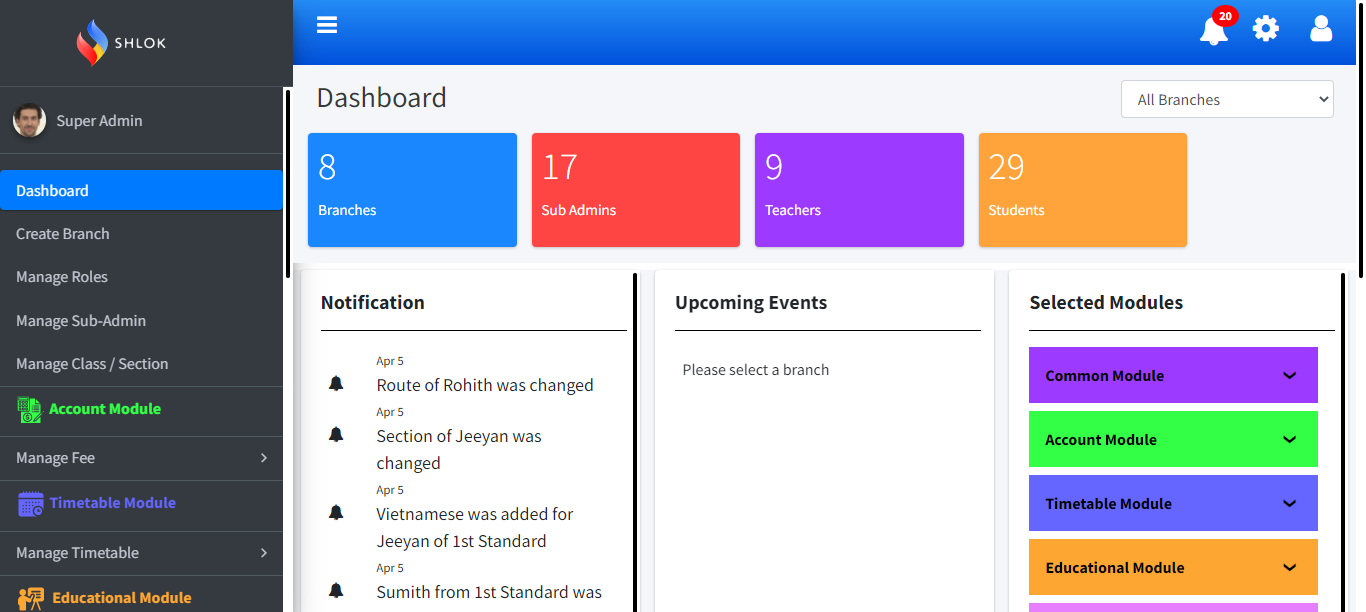 SHLOK
20
Super Admin
Dashboard
Create Branch
Manage Roles
Manage Sub-Admin
Manage Class / Section
Account Module
Manage Fee
Timetable Module
Manage Timetable
Educational Module
Dashboard
All Branches
8
Branches
17
Sub Admins
9
Teachers
29
Students
Notification
Apr 5
Route of Rohith was changed
Apr 5
Section of Jeeyan was
changed
Apr 5
Vietnamese was added for
Jeeyan of 1st Standard
Apr 5
Sumith from 1st Standard was
Upcoming Events
Please select a branch
Selected Modules
Common Module
Account Module
Timetable Module
Educational Module